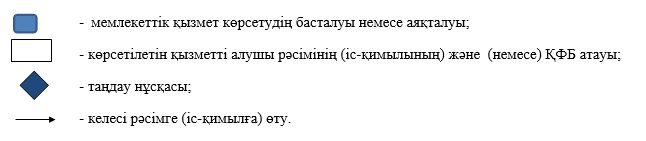 - мемлекеттік қызмет көрсетудің басталуы немесе аяқталуы;
- көрсетілетін қызметті алушы рәсімінің (іс-қимылының) және (немесе) ҚФБ атауы;
- таңдау нұсқасы;
- келесі рәсімге (іс-қимылға) өту.